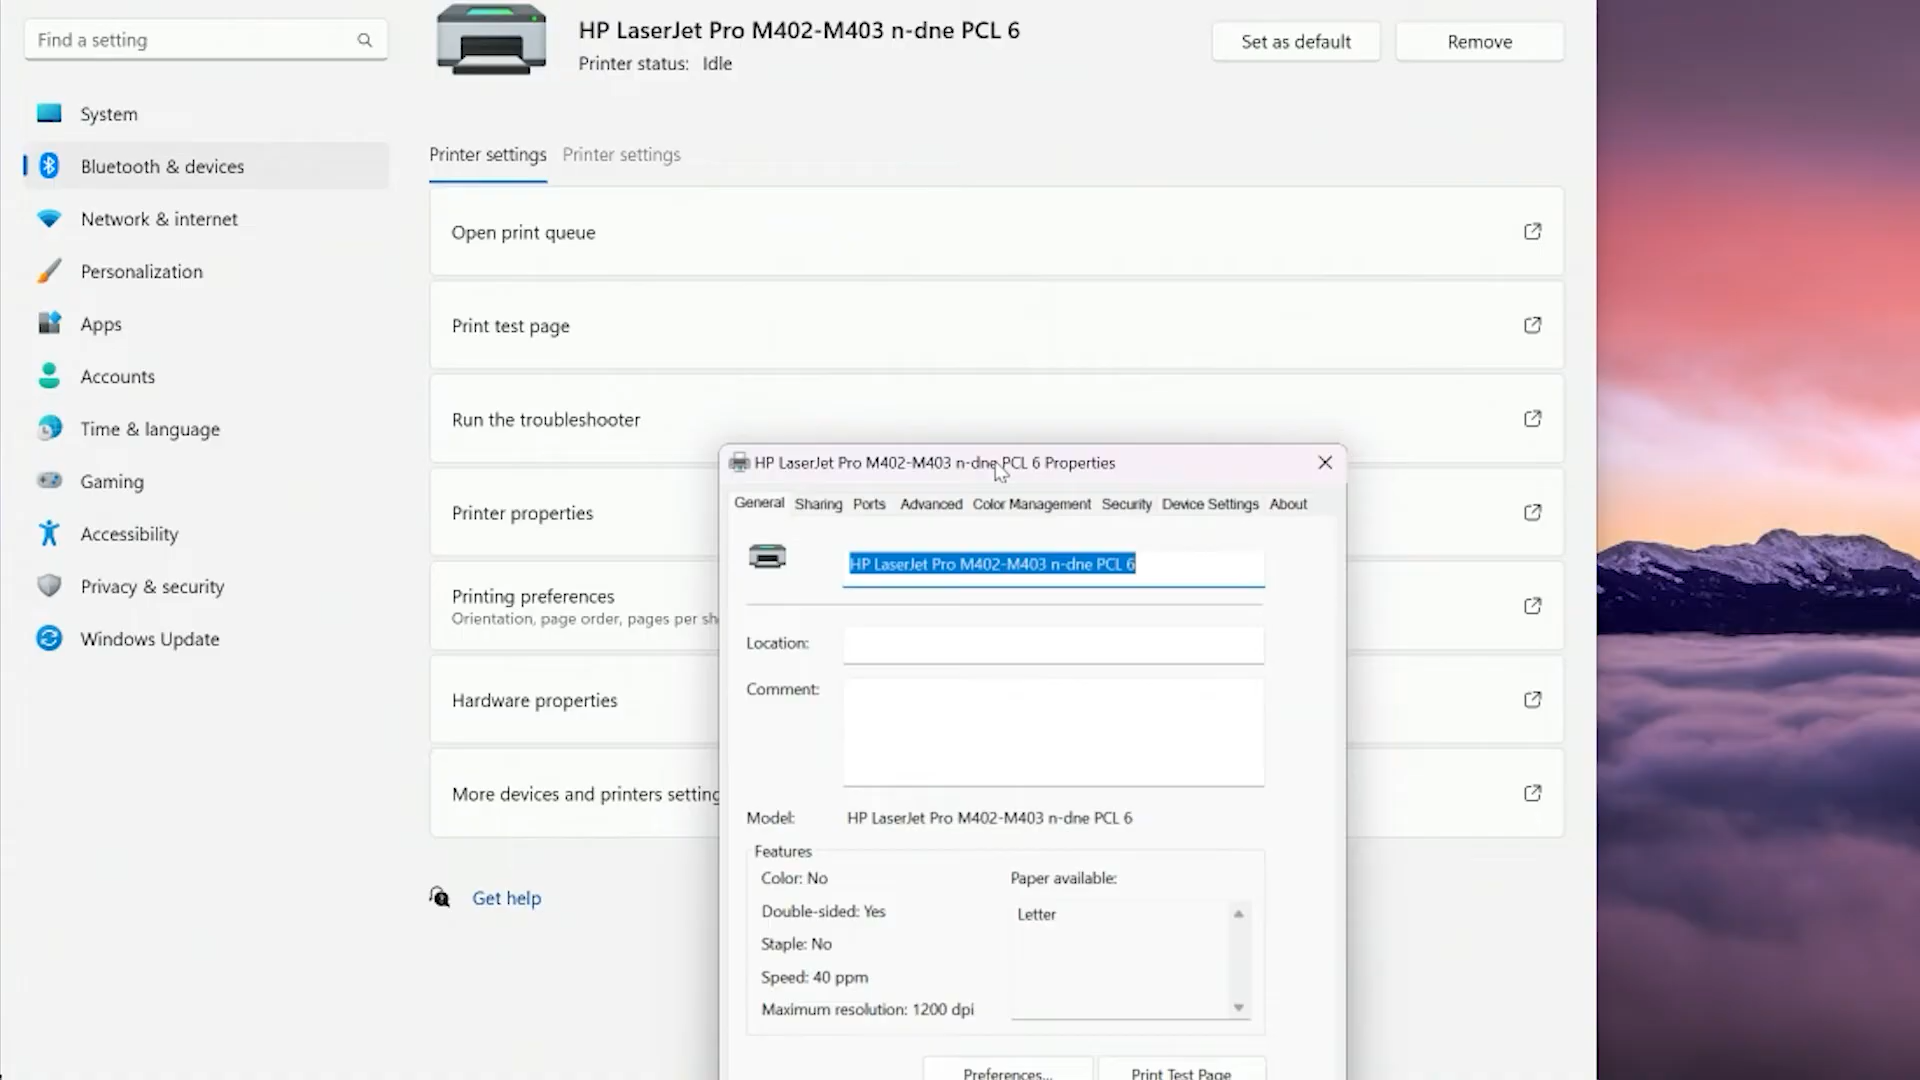 Find a setting
System
Bluetooth & devices
Network & internet
Personalization
Apps
Accounts
Time & language
Gaming
Accessibility
Privacy & security
Windows Update
HP LaserJet Pro M402-M403 n-dne PCL 6
Printer status: Idle
Set as default
Remove
Printer settings
Printer settings
Open print queue
Print test page
Run the troubleshooter
Printer properties
Printing preferences
Orientation, page order, pages per sh
Hardware properties
More devices and printers setting
Get help
HP LaserJet Pro M402-M403 n-dne PCL 6 Properties
General Sharing Ports Advanced Color Management Security Device Settings About
HP LaserJet Pro M402-M403 n-dne PCL 6
Location:
Comment:
Model: HP LaserJet Pro M402-M403 n-dne PCL 6
Features
Color: No
Double-sided: Yes
Staple: No
Speed: 40 ppm
Maximum resolution: 1200 dpi
Paper available:
Letter
Preferences...
Print Test Page